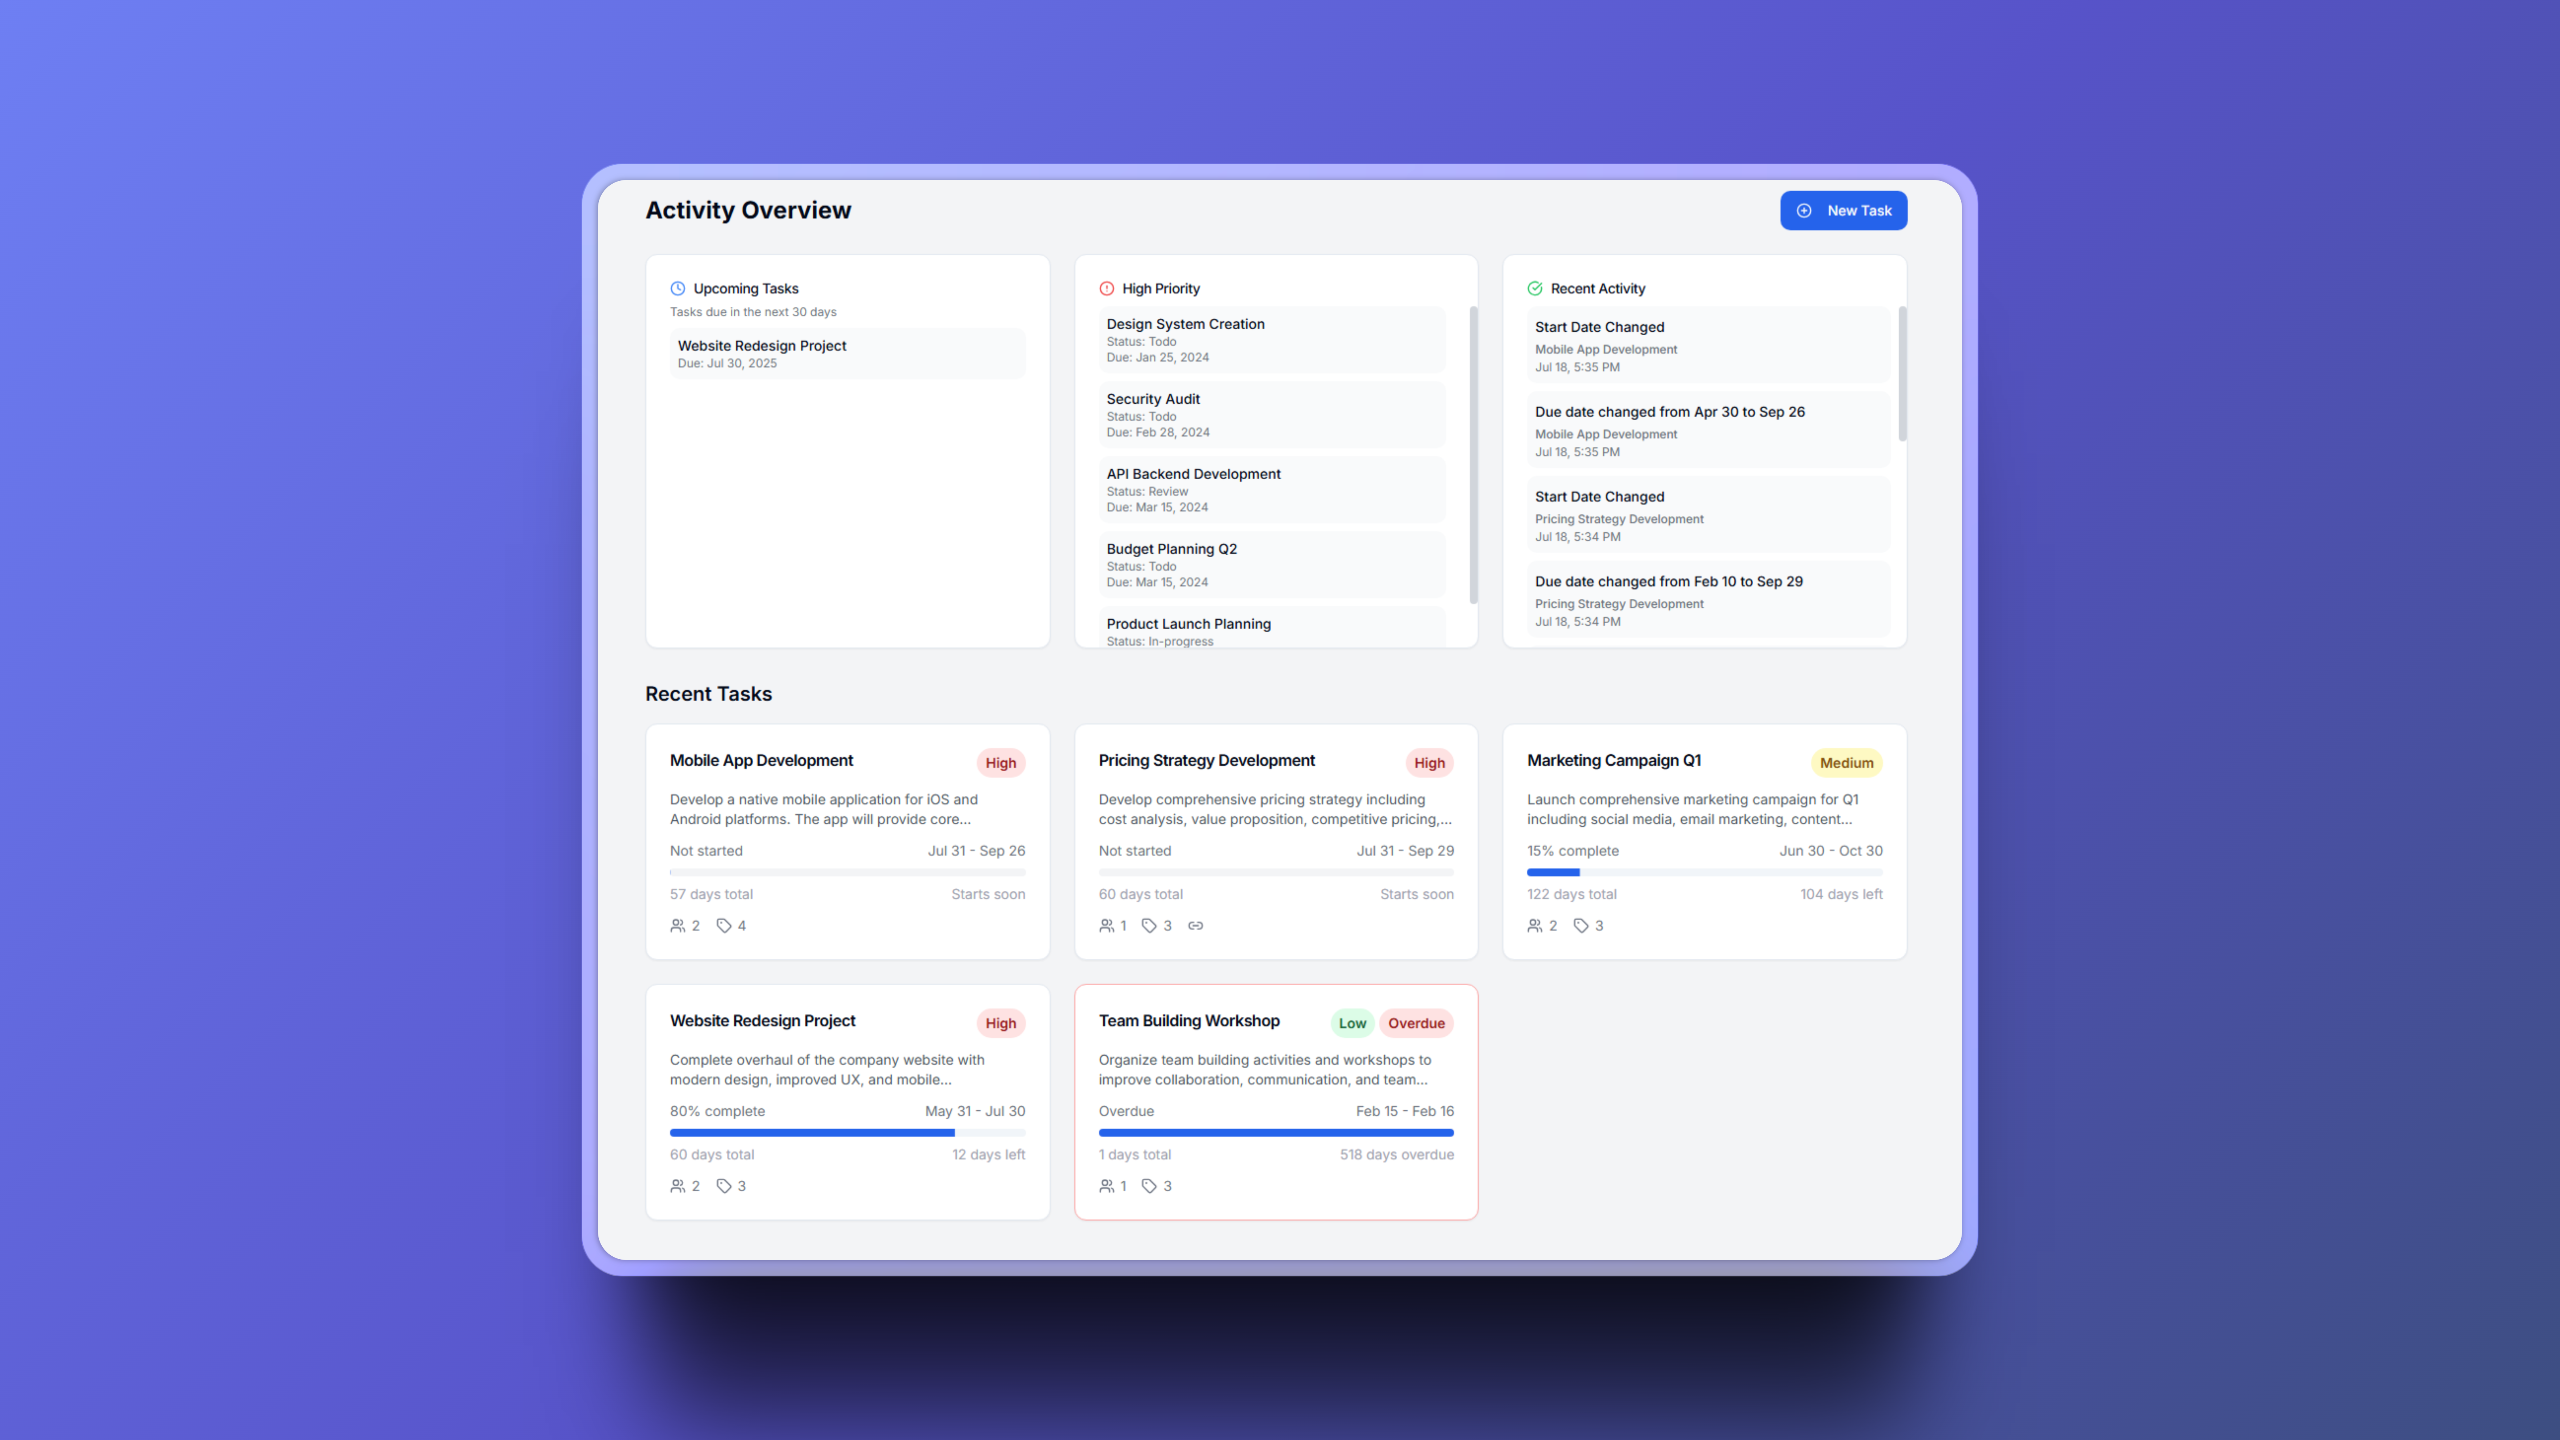 Activity Overview
New Task
Upcoming Tasks
Tasks due in the next 30 days
Website Redesign Project
Due: Jul 30, 2025
High Priority
Design System Creation
Status: Todo
Due: Jan 25, 2024
Security Audit
Status: Todo
Due: Feb 28, 2024
API Backend Development
Status: Review
Due: Mar 15, 2024
Budget Planning Q2
Status: Todo
Due: Mar 15, 2024
Product Launch Planning
Status: In-progress
Recent Activity
Start Date Changed
Mobile App Development
Jul 18, 5:35 PM
Due date changed from Apr 30 to Sep 26
Mobile App Development
Jul 18, 5:35 PM
Start Date Changed
Pricing Strategy Development
Jul 18, 5:34 PM
Due date changed from Feb 10 to Sep 29
Pricing Strategy Development
Jul 18, 5:34 PM
Recent Tasks
Mobile App Development
High
Develop a native mobile application for iOS and
Android platforms. The app will provide core...
Not started
Jul 31 - Sep 26
57 days total
Starts soon
2
4
Pricing Strategy Development
High
Develop comprehensive pricing strategy including
cost analysis, value proposition, competitive pricing,...
Not started
Jul 31 - Sep 29
60 days total
Starts soon
1
3
Marketing Campaign Q1
Medium
Launch comprehensive marketing campaign for Q1
including social media, email marketing, content...
15% complete
Jun 30 - Oct 30
122 days total
104 days left
2
3
Website Redesign Project
High
Complete overhaul of the company website with
modern design, improved UX, and mobile...
80% complete
May 31 - Jul 30
60 days total
12 days left
2
3
Team Building Workshop
Low
Overdue
Organize team building activities and workshops to
improve collaboration, communication, and team...
Overdue
Feb 15 - Feb 16
1 days total
518 days overdue
1
3